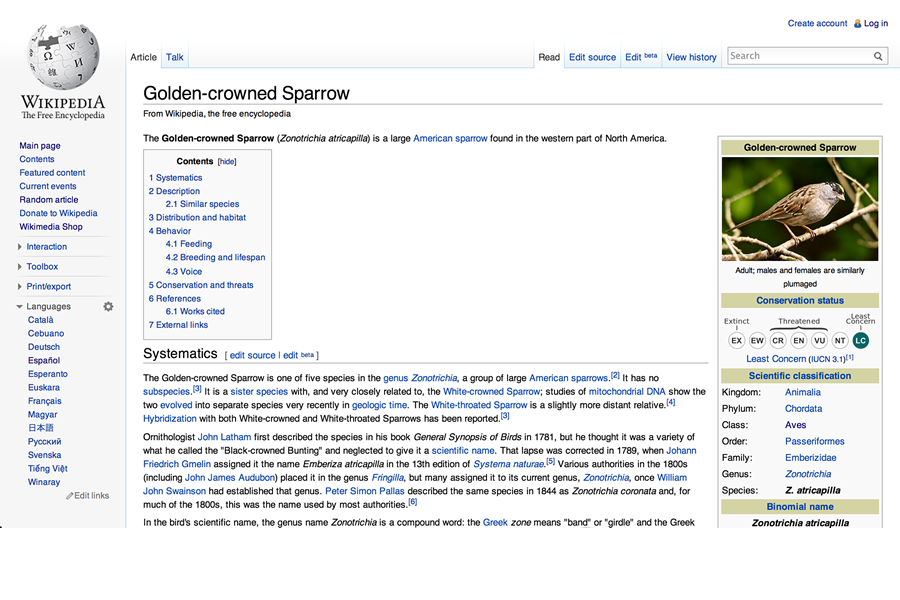 Create account Log in
Article Talk Read Edit source Edit beta View history Search
WIKIPEDIA
The Free Encyclopedia
Main page
Contents
Featured content
Current events
Random article
Donate to Wikipedia
Wikimedia Shop
Interaction
Toolbox
Print/export
Languages
Català
Cebuano
Deutsch
Español
Esperanto
Euskara
Français
Magyar
日本語
Русский
Svenska
Tiếng Việt
Winaray
Edit links
Golden-crowned Sparrow
From Wikipedia, the free encyclopedia
The Golden-crowned Sparrow (Zonotrichia atricapilla) is a large American sparrow found in the western part of North America.
Contents [hide]
1 Systematics
2 Description
2.1 Similar species
3 Distribution and habitat
4 Behavior
4.1 Feeding
4.2 Breeding and lifespan
4.3 Voice
5 Conservation and threats
6 References
6.1 Works cited
7 External links
Systematics [ edit source | edit beta ]
The Golden-crowned Sparrow is one of five species in the genus Zonotrichia, a group of large American sparrows.[2] It has no
subspecies.[3] It is a sister species with, and very closely related to, the White-crowned Sparrow; studies of mitochondrial DNA show the
two evolved into separate species very recently in geologic time. The White-throated Sparrow is a slightly more distant relative.[4]
Hybridization with both White-crowned and White-throated Sparrows has been reported.[3]
Ornithologist John Latham first described the species in his book General Synopsis of Birds in 1781, but he thought it was a variety of
what he called the "Black-crowned Bunting" and neglected to give it a scientific name. That lapse was corrected in 1789, when Johann
Friedrich Gmelin assigned it the name Emberiza atricapilla in the 13th edition of Systema naturae.[5] Various authorities in the 1800s
(including John James Audubon) placed it in the genus Fringilla, but many assigned it to its current genus, Zonotrichia, once William
John Swainson had established that genus. Peter Simon Pallas described the same species in 1844 as Zonotrichia coronata and, for
much of the 1800s, this was the name used by most authorities.[6]
In the bird's scientific name, the genus name Zonotrichia is a compound word: the Greek zone means "band" or "girdle" and the Greek
Golden-crowned Sparrow
Adult; males and females are similarly
plumaged
Conservation status
Extinct Threatened Least Concern
EX EW CR EN VU NT LC
Least Concern (IUCN 3.1)[1]
Scientific classification
Kingdom: Animalia
Phylum: Chordata
Class: Aves
Order: Passeriformes
Family: Emberizidae
Genus: Zonotrichia
Species: Z. atricapilla
Binomial name
Zonotrichia atricapilla